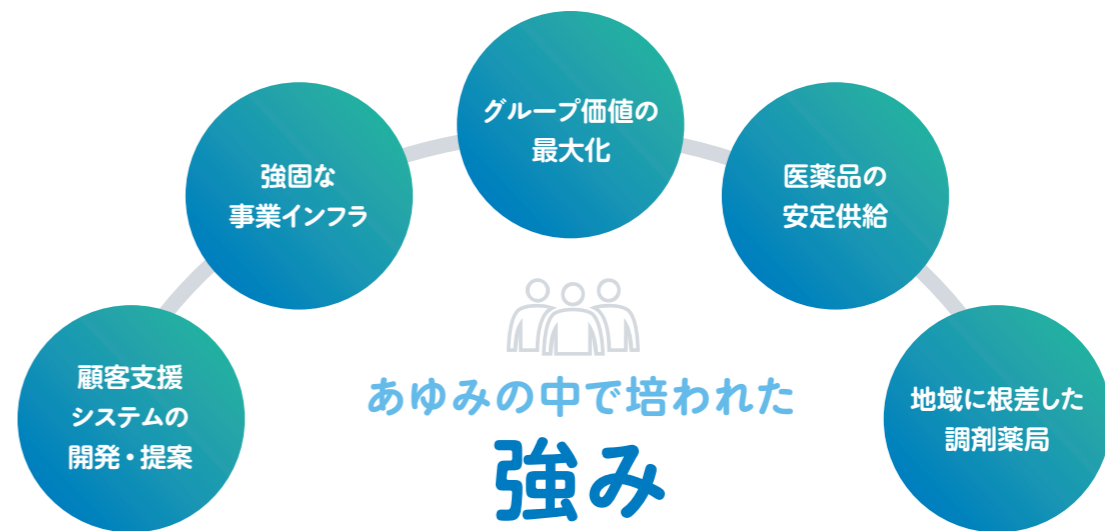 グループ価値の
最大化
強固な
事業インフラ
医薬品の
安定供給
顧客支援
システムの
開発・提案
地域に根差した
調剤薬局
あゆみの中で培われた
強み